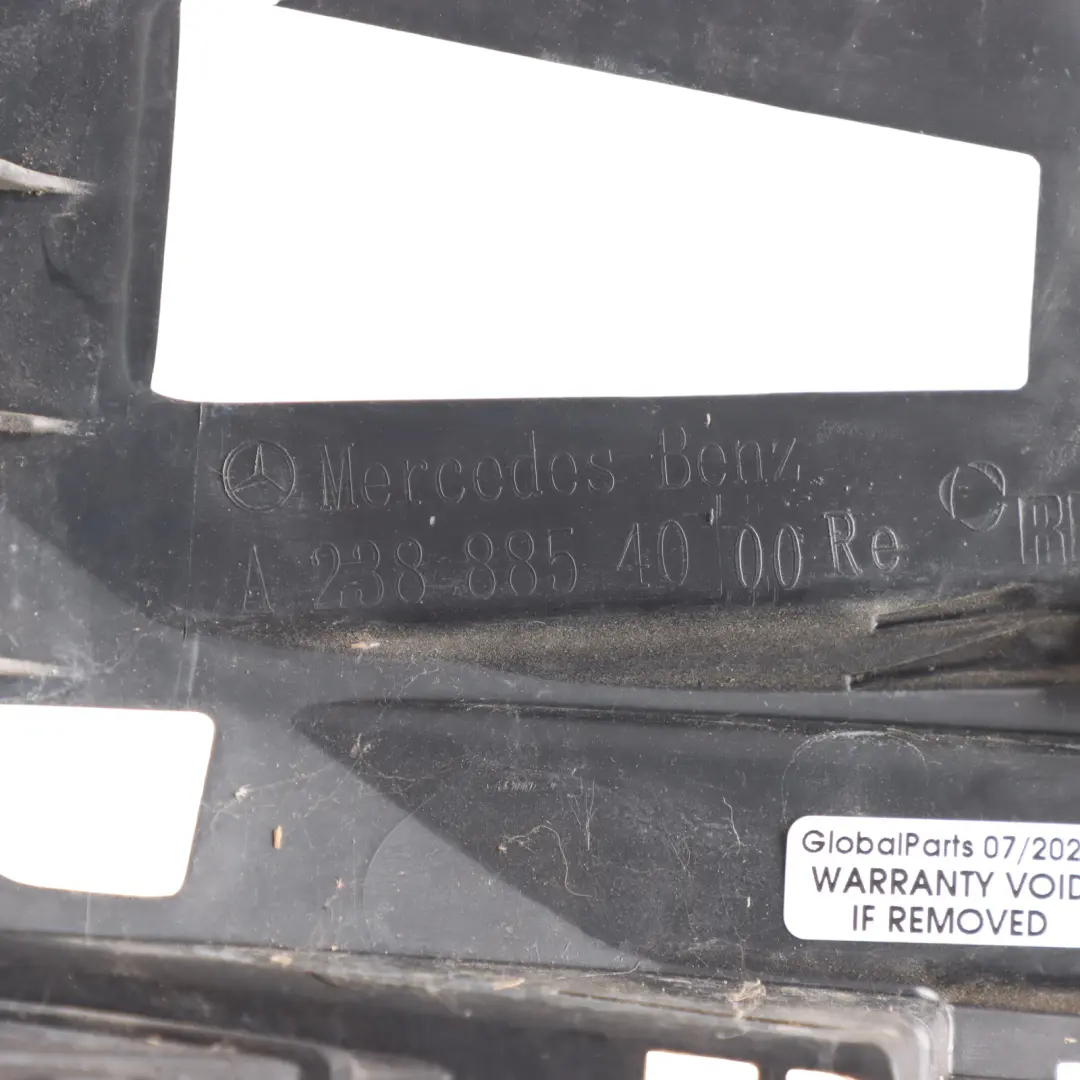 Mercedes Benz
A 238 885 40 00 Re
GlobalParts 07/202
WARRANTY VOID
IF REMOVED